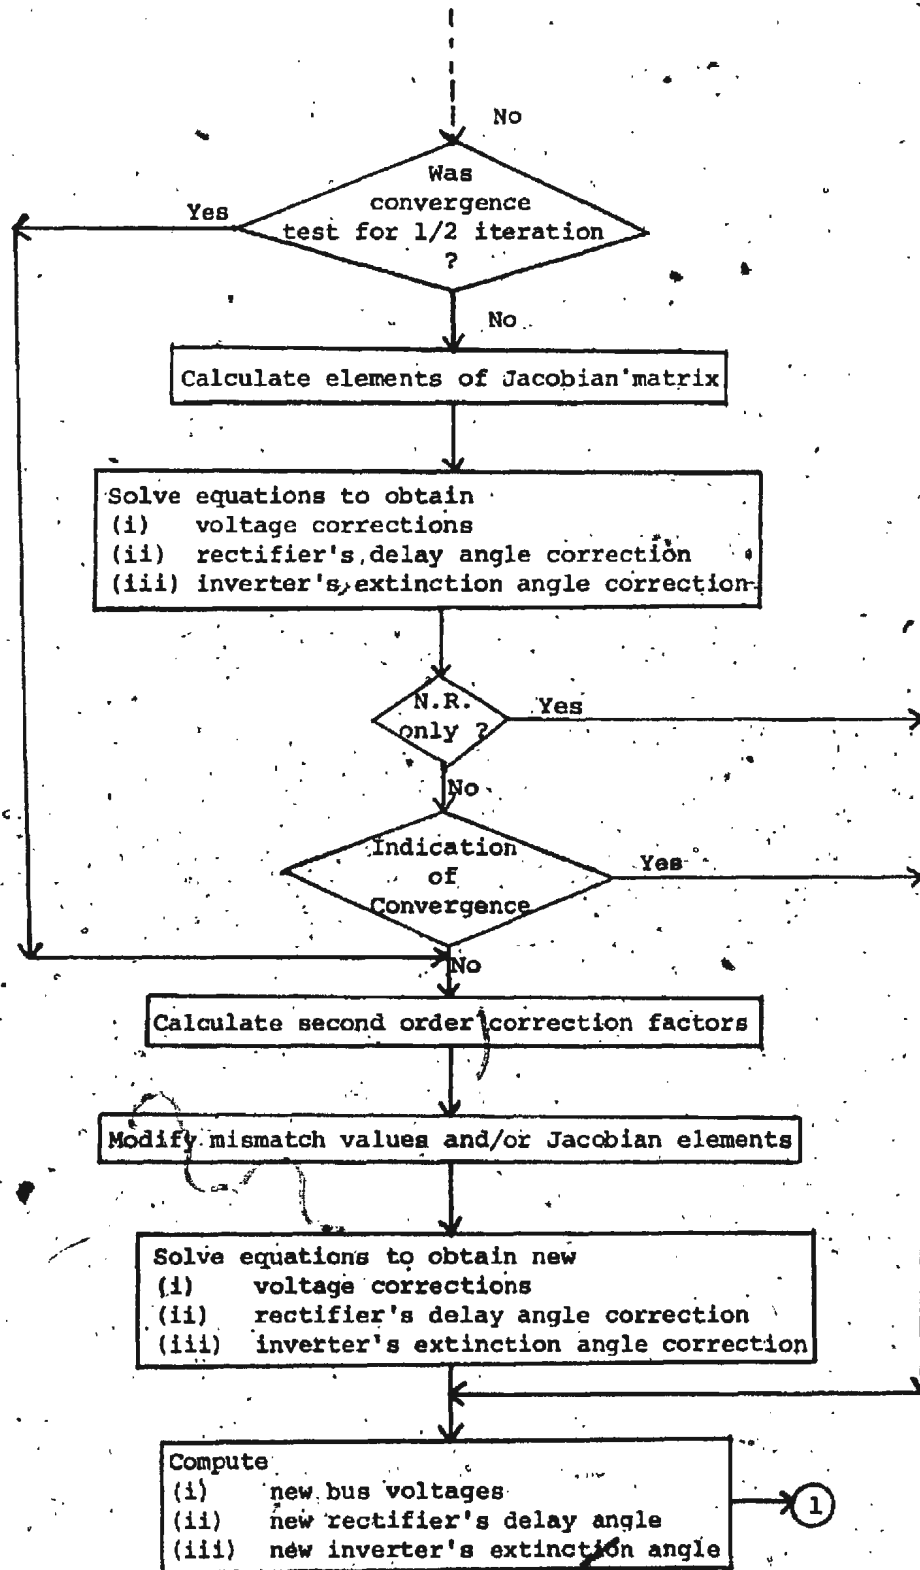 No
Was
convergence
test for 1/2 iteration
?
Yes
No
Calculate elements of Jacobian matrix
Solve equations to obtain
(i) voltage corrections
(ii) rectifier's delay angle correction
(iii) inverter's extinction angle correction
N.R.
only ?
Yes
No
Indication
of
Convergence
Yes
No
Calculate second order correction factors
Modify mismatch values and/or Jacobian elements
Solve equations to obtain new
(i) voltage corrections
(ii) rectifier's delay angle correction
(iii) inverter's extinction angle correction
Compute
(i) new bus voltages
(ii) new rectifier's delay angle
(iii) new inverter's extinction angle
1